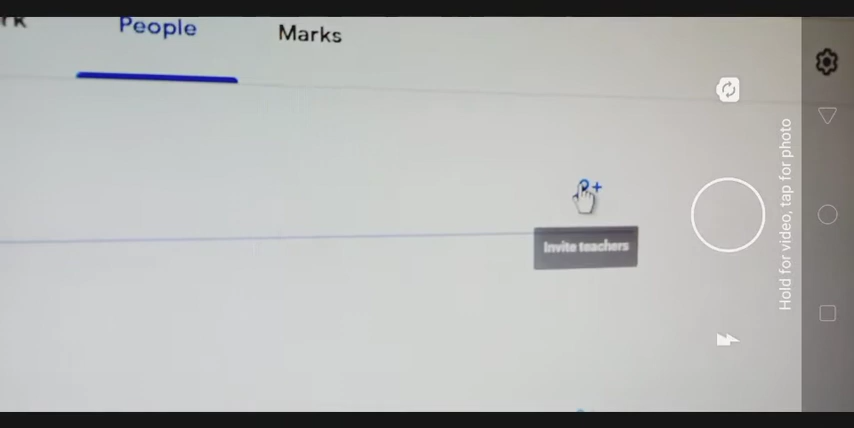 People
Marks
Invite teachers
Hold for video, tap for photo